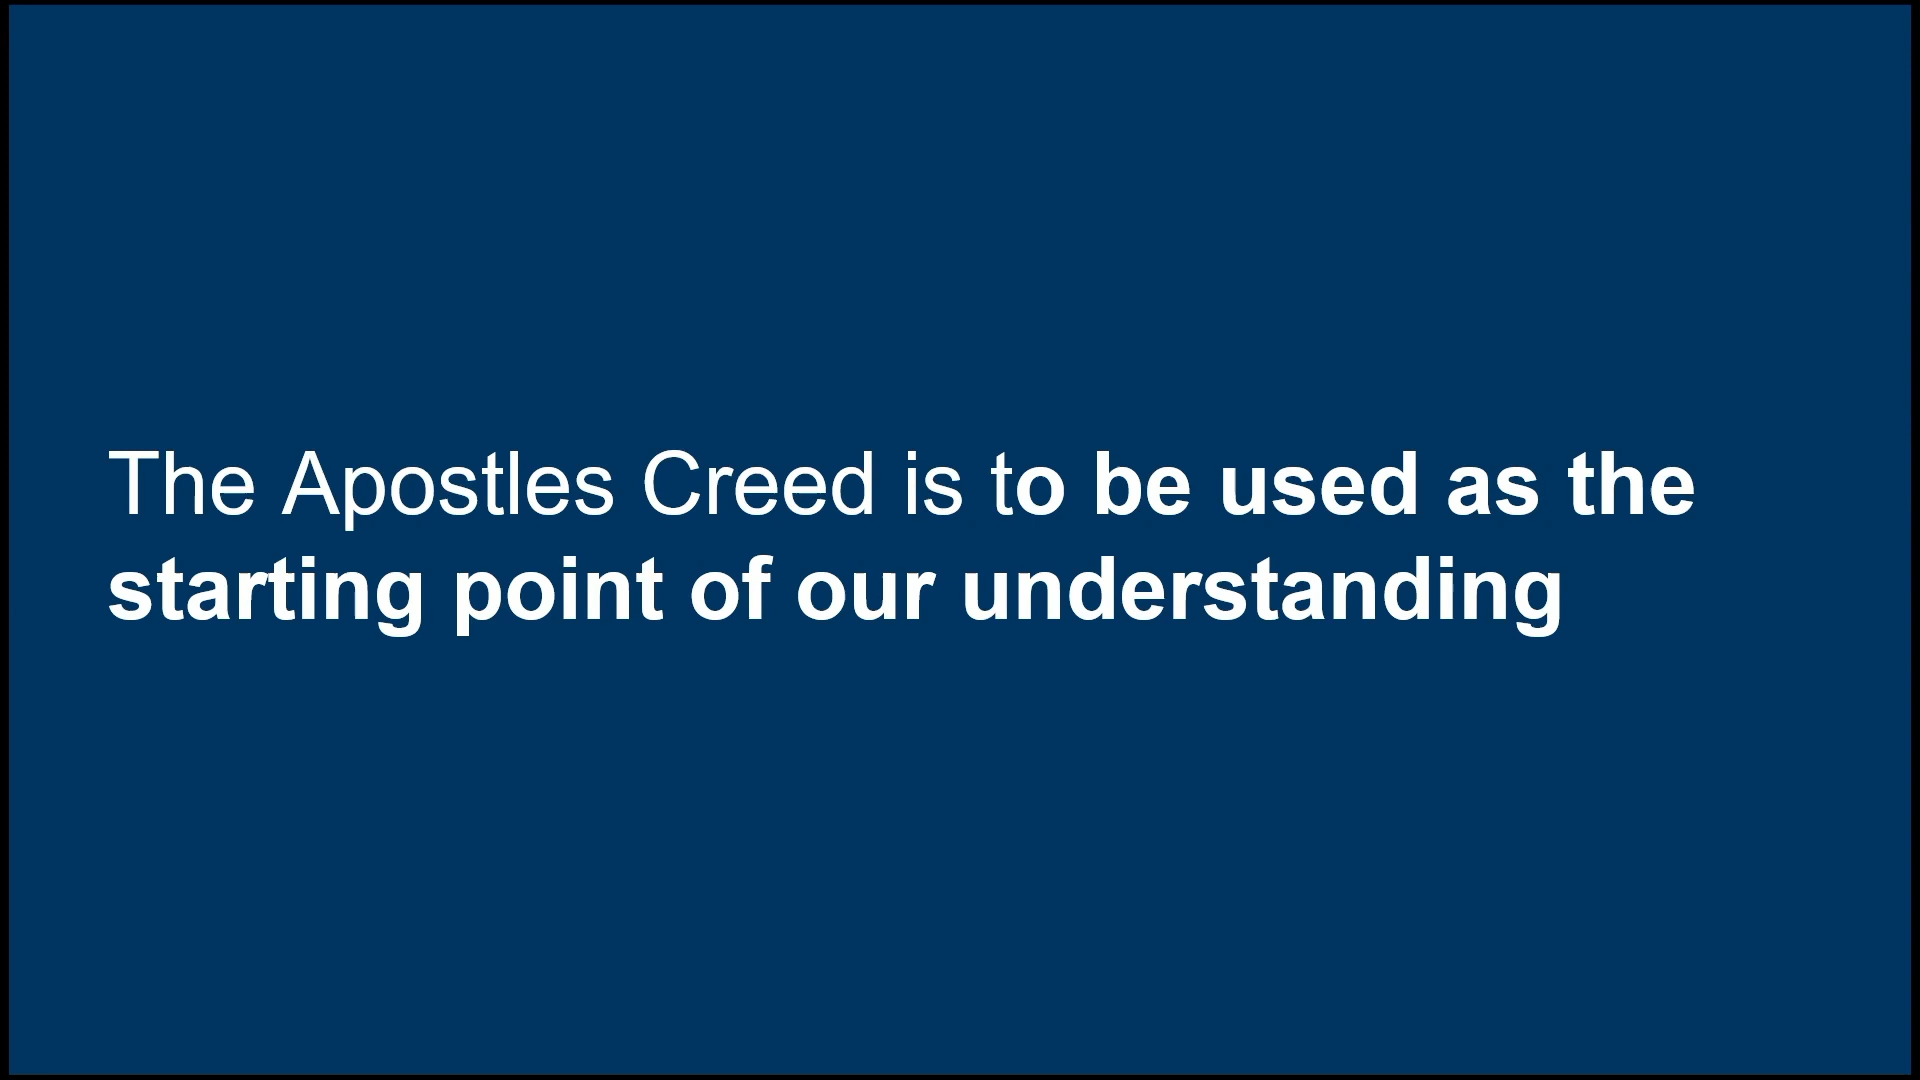 The Apostles Creed is to be used as the
starting point of our understanding